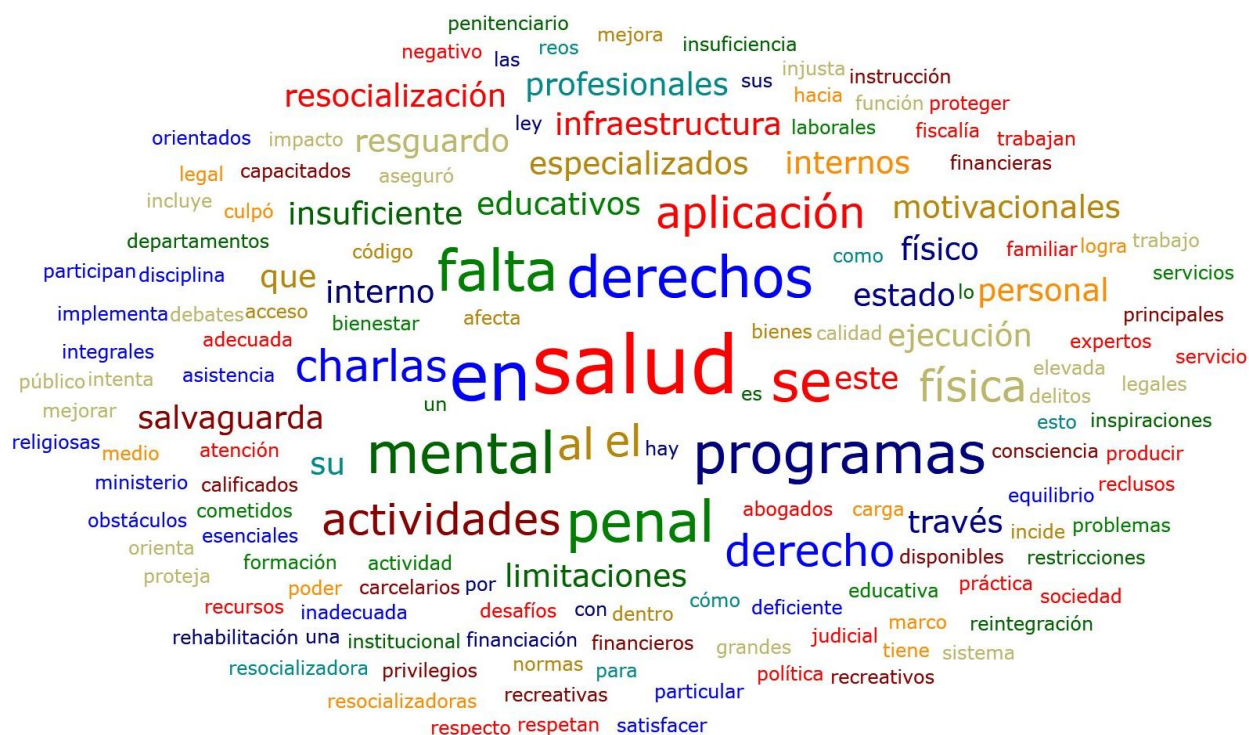 penitenciario
negativo las reos mejora insuficiencia
resocialización profesionales sus injusta instrucción
hacia función proteger
orientados impacto resguardo ley infraestructura laborales fiscalía trabajan
legal capacitados aseguró especializados internos financieras
incluye culpó insuficiente educativos aplicación motivacionales
departamentos código falta derechos como físico familiar logra trabajo
participan disciplina que interno estado lo personal servicios
implementa debates acceso bienestar afecta bienes calidad ejecución principales
integrales adecuada charlas en salud se este física expertos servicio
público intenta asistencia un es elevada delitos legales
mejorar salvaguarda esto inspiraciones
religiosas medio atención su mental al el hay programas consciencia producir
ministerio calificados equilibrio reclusos
obstáculos cometidos esenciales actividades penal abogados carga través incide problemas
orienta derecho disponibles restricciones
proteja formación actividad limitaciones
recursos poder carcelarios por educativa práctica sociedad
inadecuada desafíos con dentro cómo deficiente marco reintegración
rehabilitación una institucional financiación financieros grandes judicial tiene sistema
resocializadora privilegios normas para política recreativos
resocializadoras recreativas particular
respecto respetan satisfacer